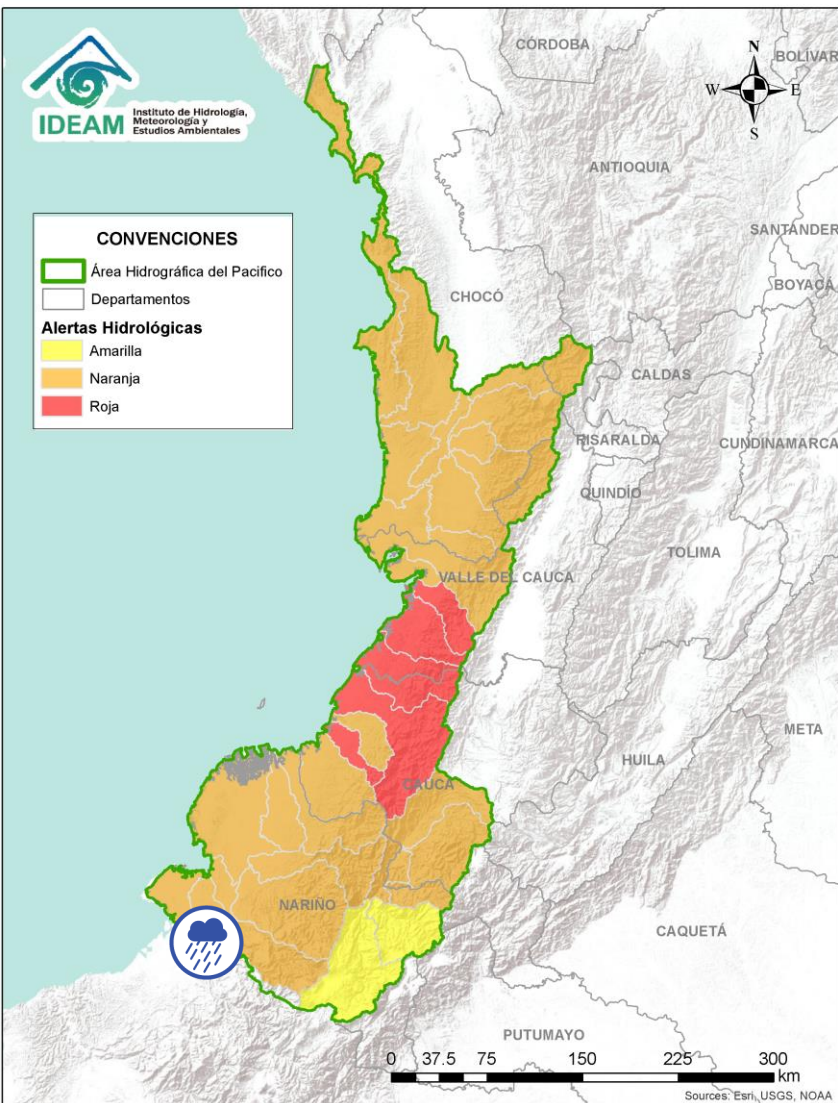 IDEAM
Instituto de Hidrología,
Meteorología y
Estudios Ambientales
CONVENCIONES
Área Hidrográfica del Pacifico
Departamentos
Alertas Hidrológicas
Amarilla
Naranja
Roja
N
W
E
S
CÓRDOBA
BOLÍVAR
ANTIOQUIA
SANTANDER
BOYACÁ
CHOCÓ
CALDAS
RISARALDA
CUNDINAMARCA
QUINDÍO
TOLIMA
VALLE DEL CAUCA
META
HUILA
CAUCA
NARIÑO
CAQUETÁ
PUTUMAYO
0 37.5 75 150 225 300
km
Sources: Esri, USGS, NOAA